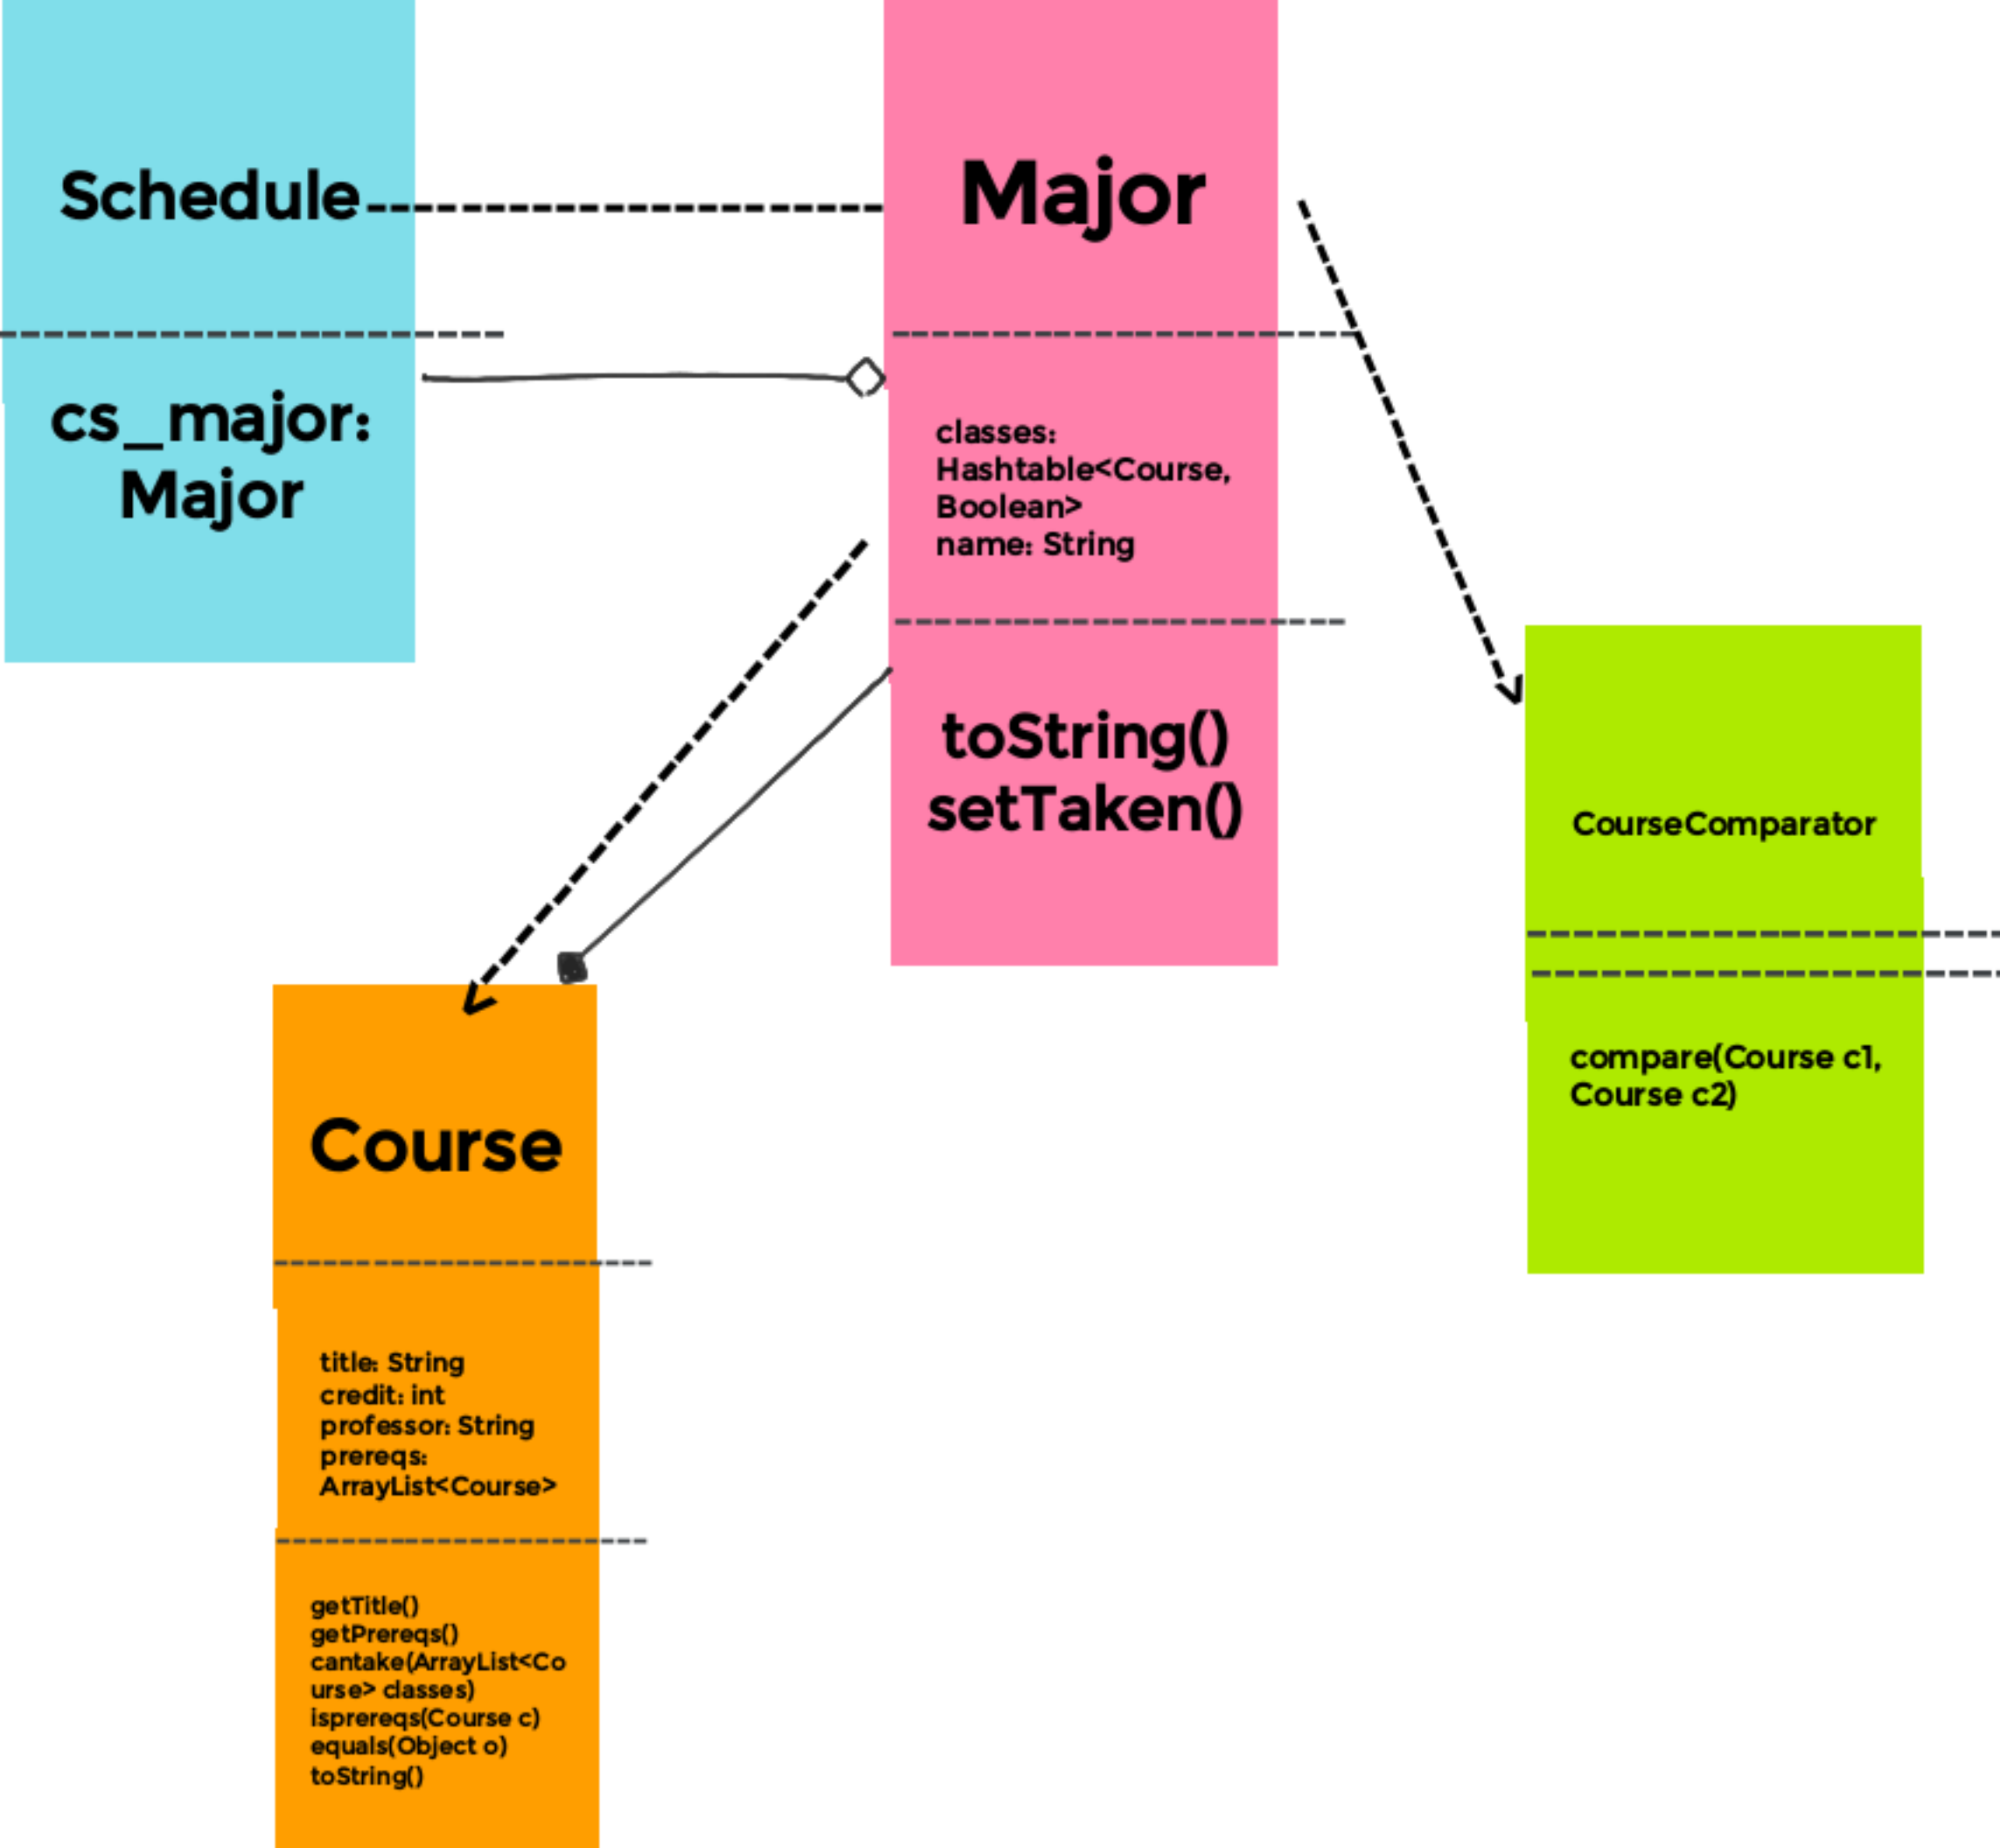 Schedule
cs_major:
Major
Major
classes:
Hashtable<Course,
Boolean>
name: String
toString()
setTaken()
CourseComparator
compare(Course c1,
Course c2)
Course
title: String
credit: int
professor: String
prereqs:
ArrayList<Course>
getTitle()
getPrereqs()
cantake(ArrayList<Co
urse> classes)
isprereqs(Course c)
equals(Object o)
toString()